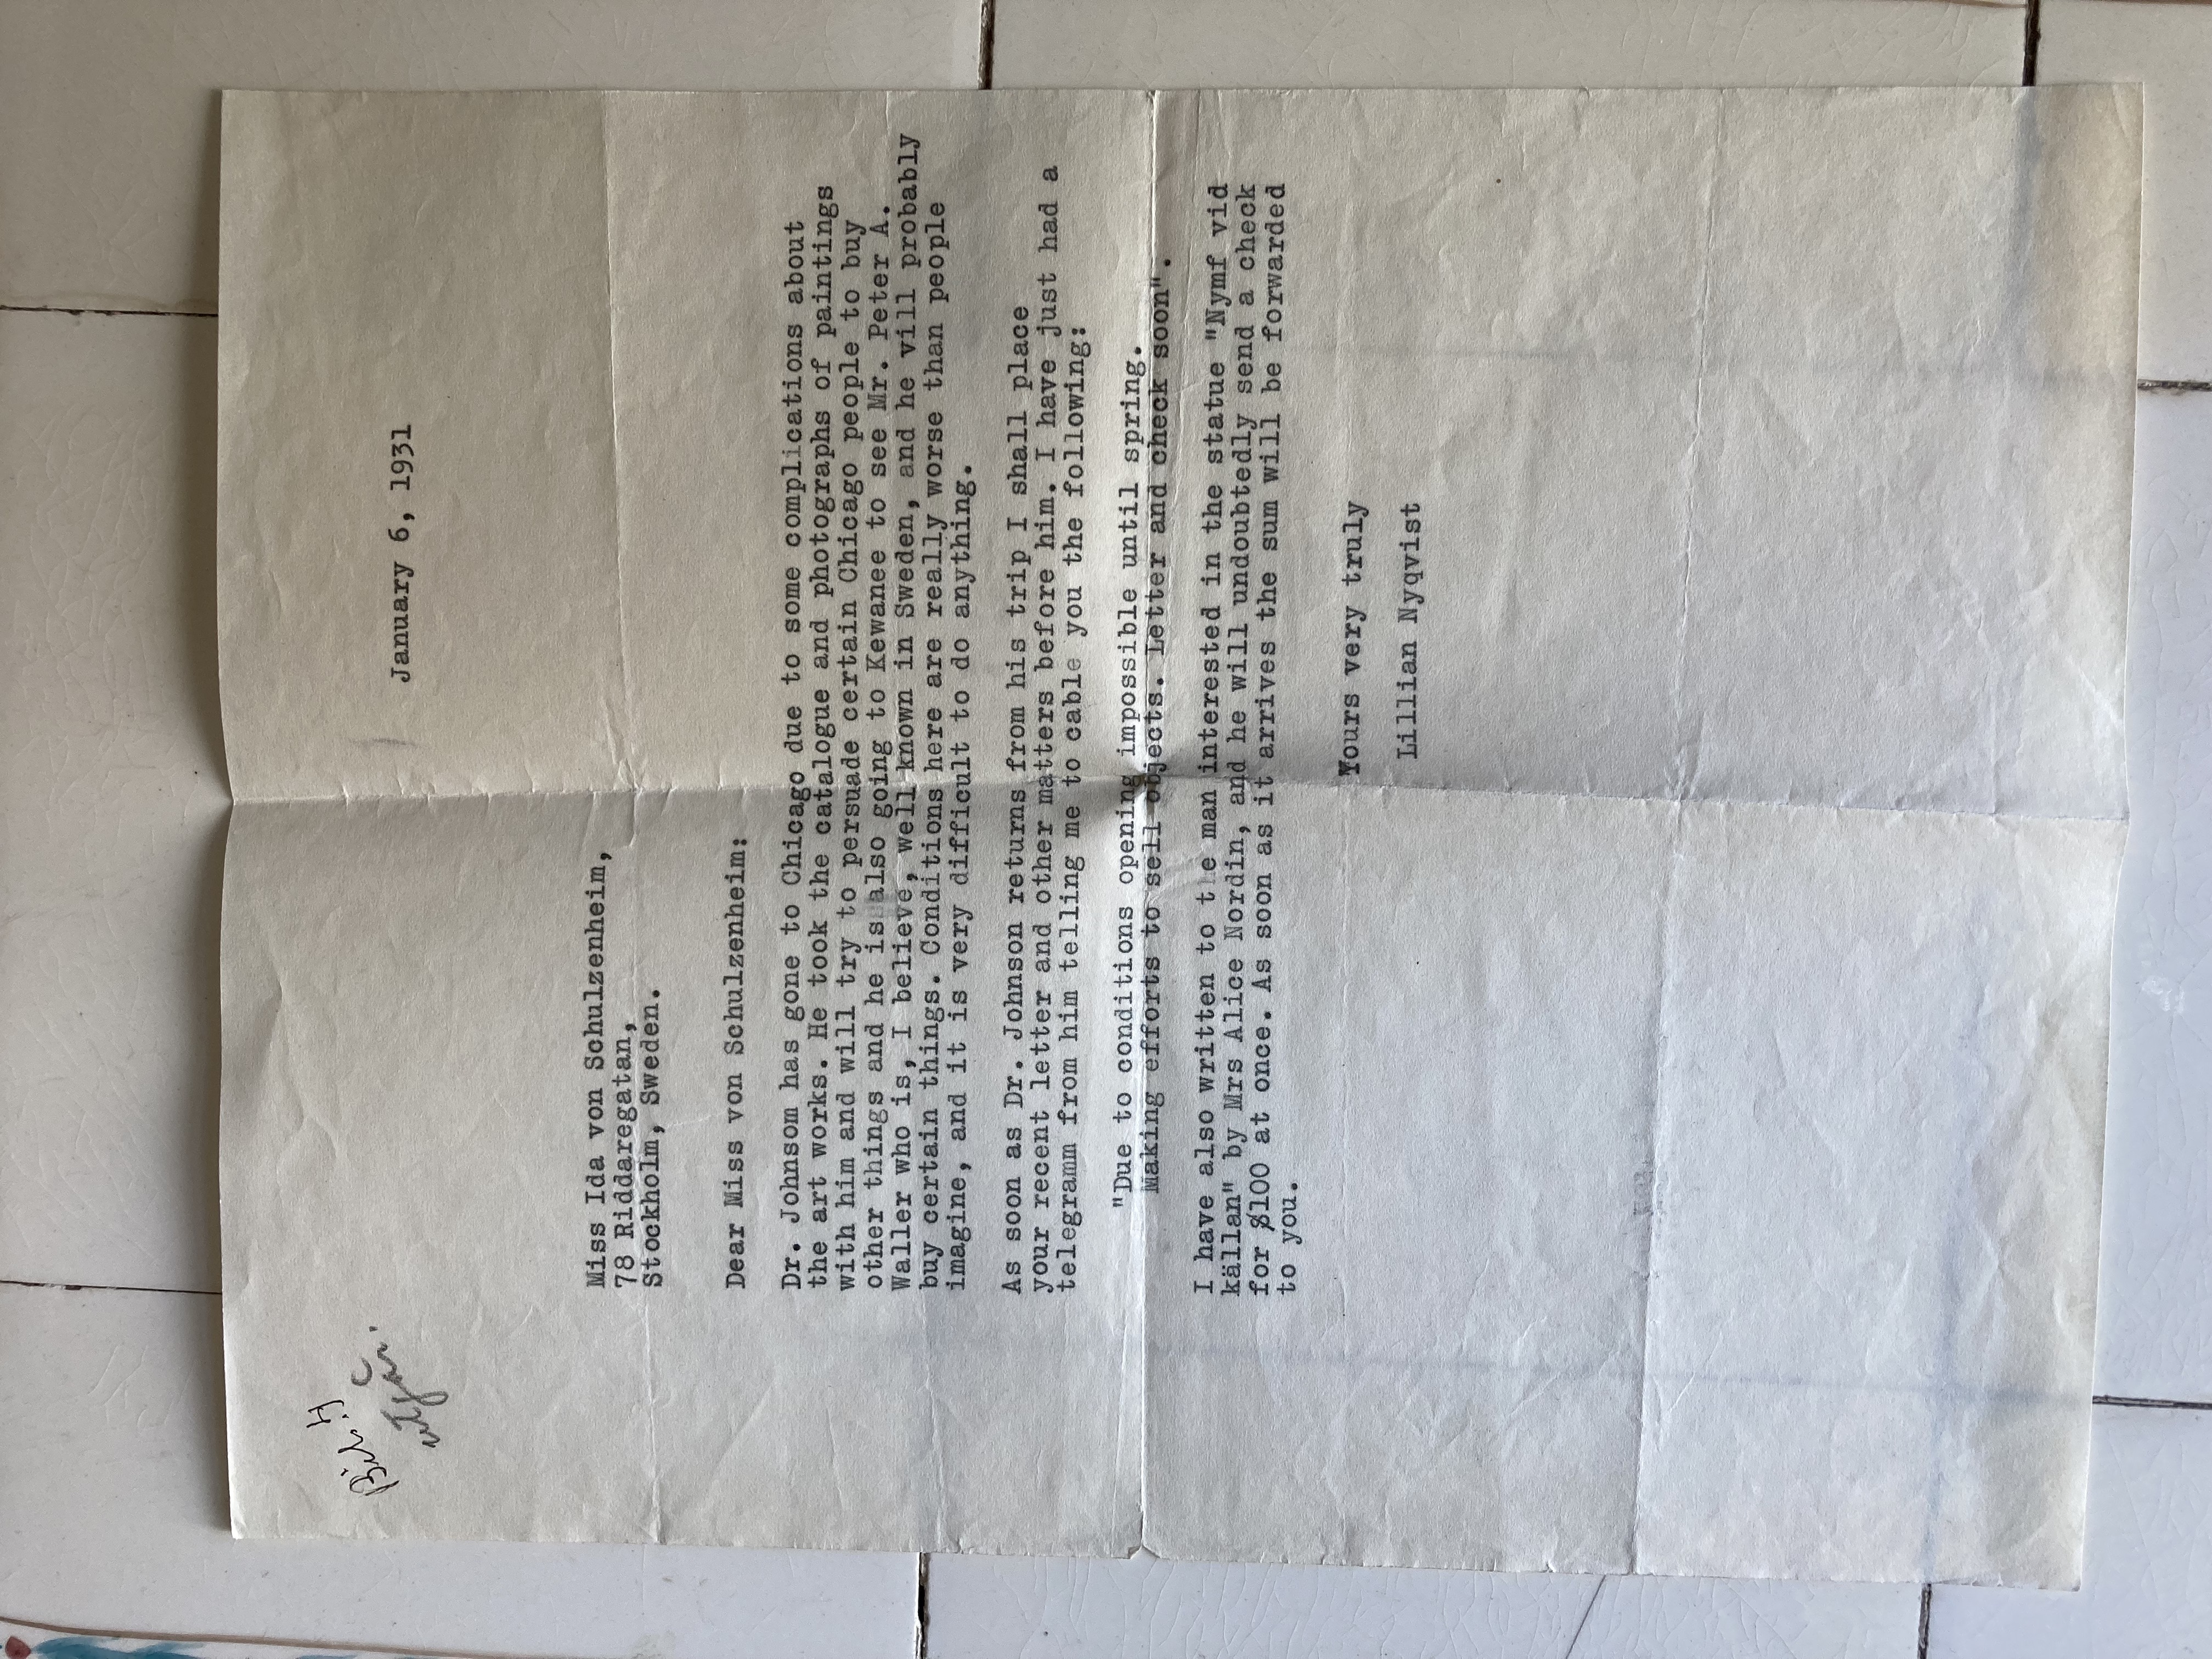 Bil. 4
utgår.
January 6, 1931
Miss Ida von Schulzenheim,
78 Riddaregatan,
Stockholm, Sweden.
Dear Miss von Schulzenheim:
Dr. Johnsom has gone to Chicago due to some complications about
the art works. He took the catalogue and photographs of paintings
with him and will try to persuade certain Chicago people to buy
other things and he is also going to Kewanee to see Mr. Peter A.
Waller who is, I believe, well known in Sweden, and he vill probably
buy certain things. Conditions here are really worse than people
imagine, and it is very difficult to do anything.
As soon as Dr. Johnson returns from his trip I shall place
your recent letter and other matters before him. I have just had a
telegramm from him telling me to cable you the following:
"Due to conditions opening impossible until spring.
Making efforts to sell objects. Letter and check soon".
I have also written to the man interested in the statue "Nymf vid
källan" by Mrs Alice Nordin, and he will undoubtedly send a check
for $100 at once. As soon as it arrives the sum will be forwarded
to you.
Yours very truly
Lillian Nyqvist